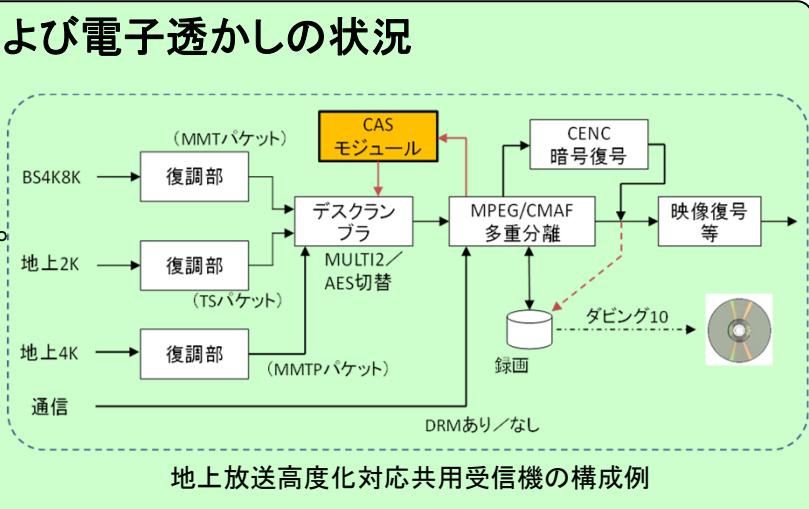 よび電子透かしの状況
CAS
モジュール
CENC
暗号復号
(MMTパケット)
BS4K8K
復調部
デスクラン
ブラ
MPEG/CMAF
多重分離
映像復号
等
MULTI2/
AES切替
地上2K
復調部
(TSパケット)
ダビング10
地上4K
復調部
(MMTPパケット)
録画
通信
DRMあり/なし
地上放送高度化対応共用受信機の構成例